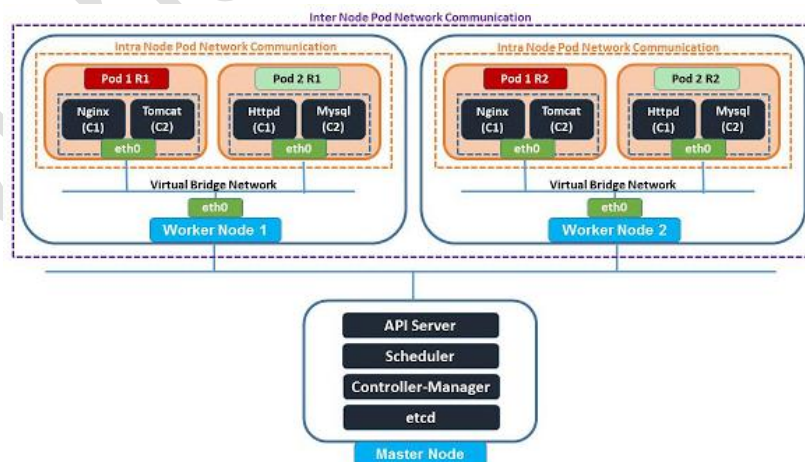 Inter Node Pod Network Communication
Intra Node Pod Network Communication
Pod 1 R1
Pod 2 R1
Nginx (C1)
Tomcat (C2)
Httpd (C1)
Mysql (C2)
eth0
eth0
Virtual Bridge Network
eth0
Worker Node 1
Intra Node Pod Network Communication
Pod 1 R2
Pod 2 R2
Nginx (C1)
Tomcat (C2)
Httpd (C1)
Mysql (C2)
eth0
eth0
Virtual Bridge Network
eth0
Worker Node 2
API Server
Scheduler
Controller-Manager
etcd
Master Node